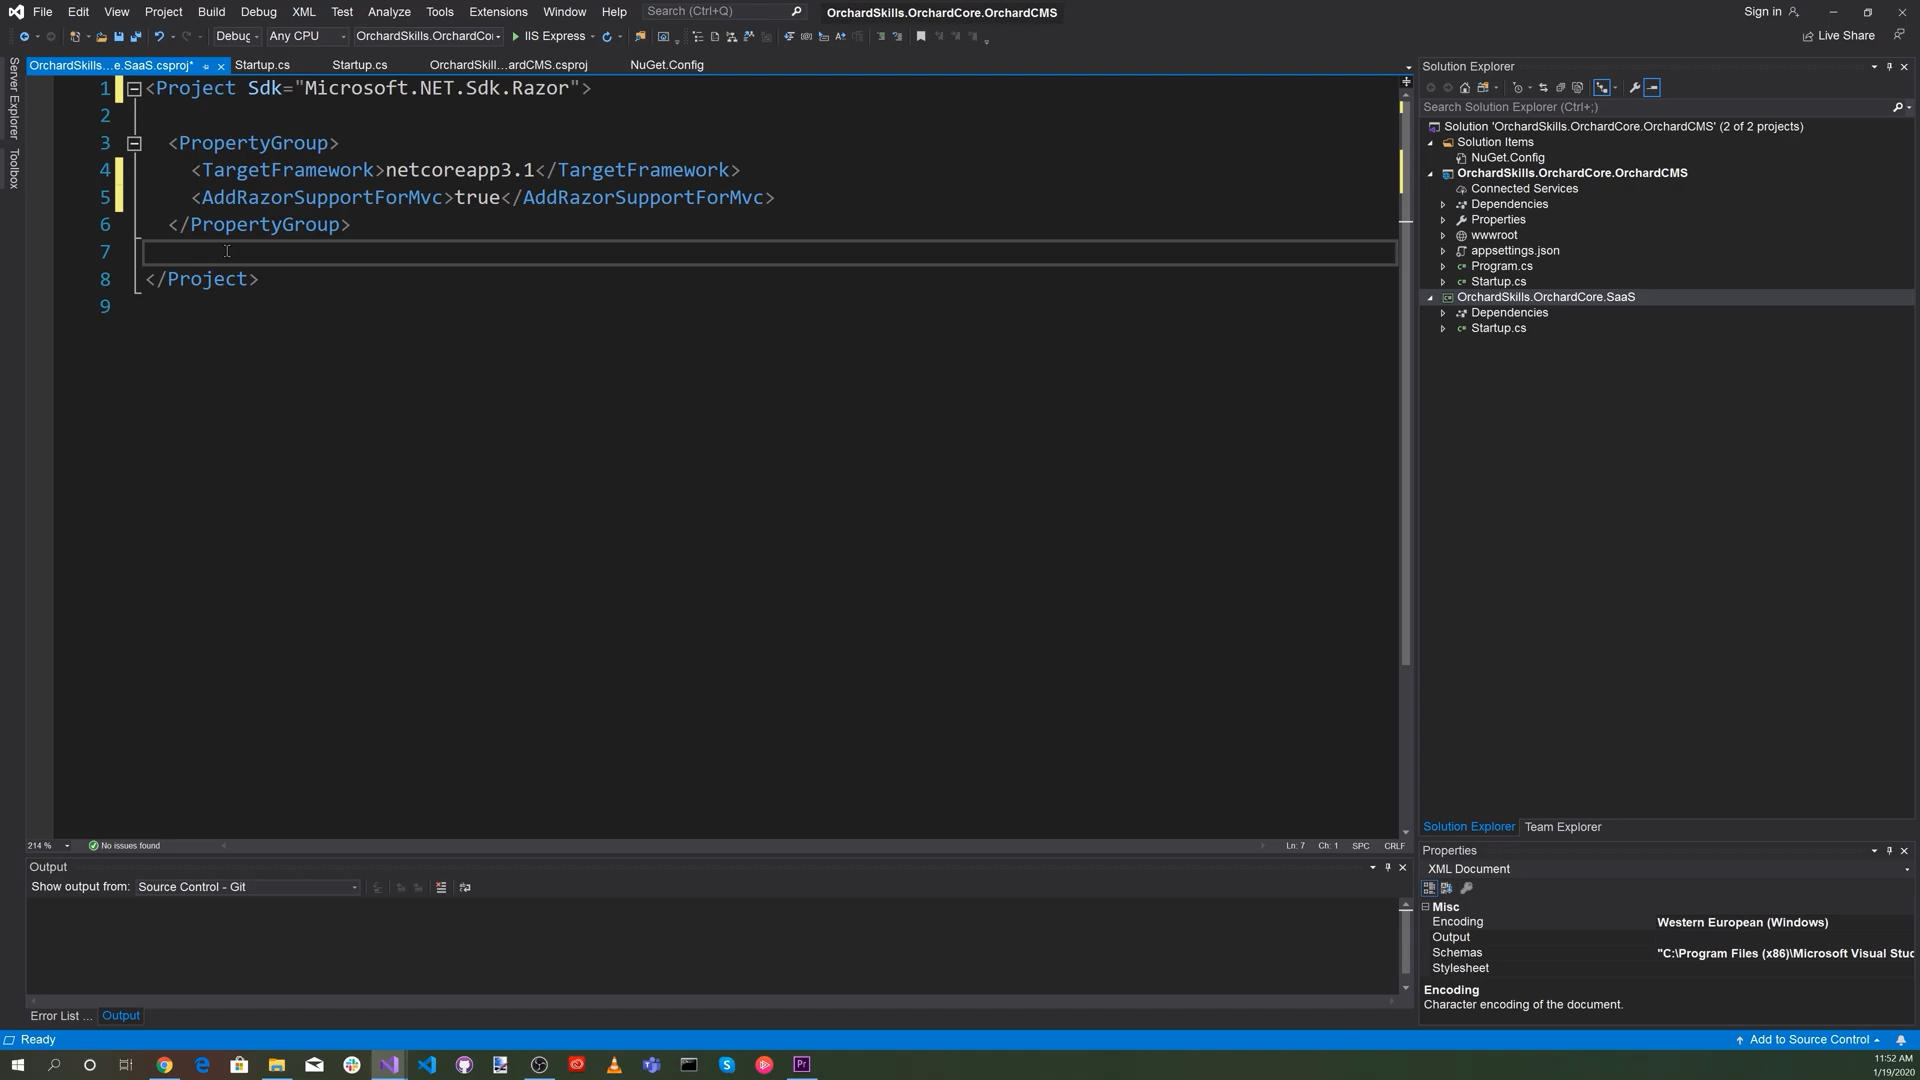 File Edit View Project Build Debug XML Test Analyze Tools Extensions Window Help Search (Ctrl+Q) OrchardSkills.OrchardCore.OrchardCMS Sign in
Debug Any CPU OrchardSkills.OrchardCor IIS Express Live Share
OrchardSkills...e.SaaS.csproj* Startup.cs Startup.cs OrchardSkill...ardCMS.csproj NuGet.Config
Server Explorer
Toolbox
1 <Project Sdk="Microsoft.NET.Sdk.Razor">
2
3 <PropertyGroup>
4 <TargetFramework>netcoreapp3.1</TargetFramework>
5 <AddRazorSupportForMvc>true</AddRazorSupportForMvc>
6 </PropertyGroup>
7
8 </Project>
9
214 % No issues found Ln: 7 Ch: 1 SPC CRLF
Output
Show output from: Source Control - Git
Error List ... Output
Solution Explorer
Search Solution Explorer (Ctrl+;)
Solution 'OrchardSkills.OrchardCore.OrchardCMS' (2 of 2 projects)
Solution Items
NuGet.Config
OrchardSkills.OrchardCore.OrchardCMS
Connected Services
Dependencies
Properties
wwwroot
appsettings.json
Program.cs
Startup.cs
OrchardSkills.OrchardCore.SaaS
Dependencies
Startup.cs
Solution Explorer Team Explorer
Properties
XML Document
Misc
Encoding Western European (Windows)
Output
Schemas "C:\Program Files (x86)\Microsoft Visual Stud
Stylesheet
Encoding
Character encoding of the document.
Ready Add to Source Control
11:52 AM
1/19/2020